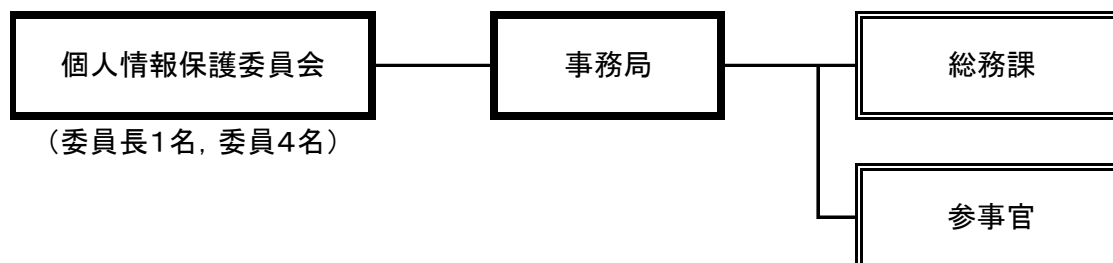 個人情報保護委員会
事務局
総務課
（委員長１名，委員４名）
参事官